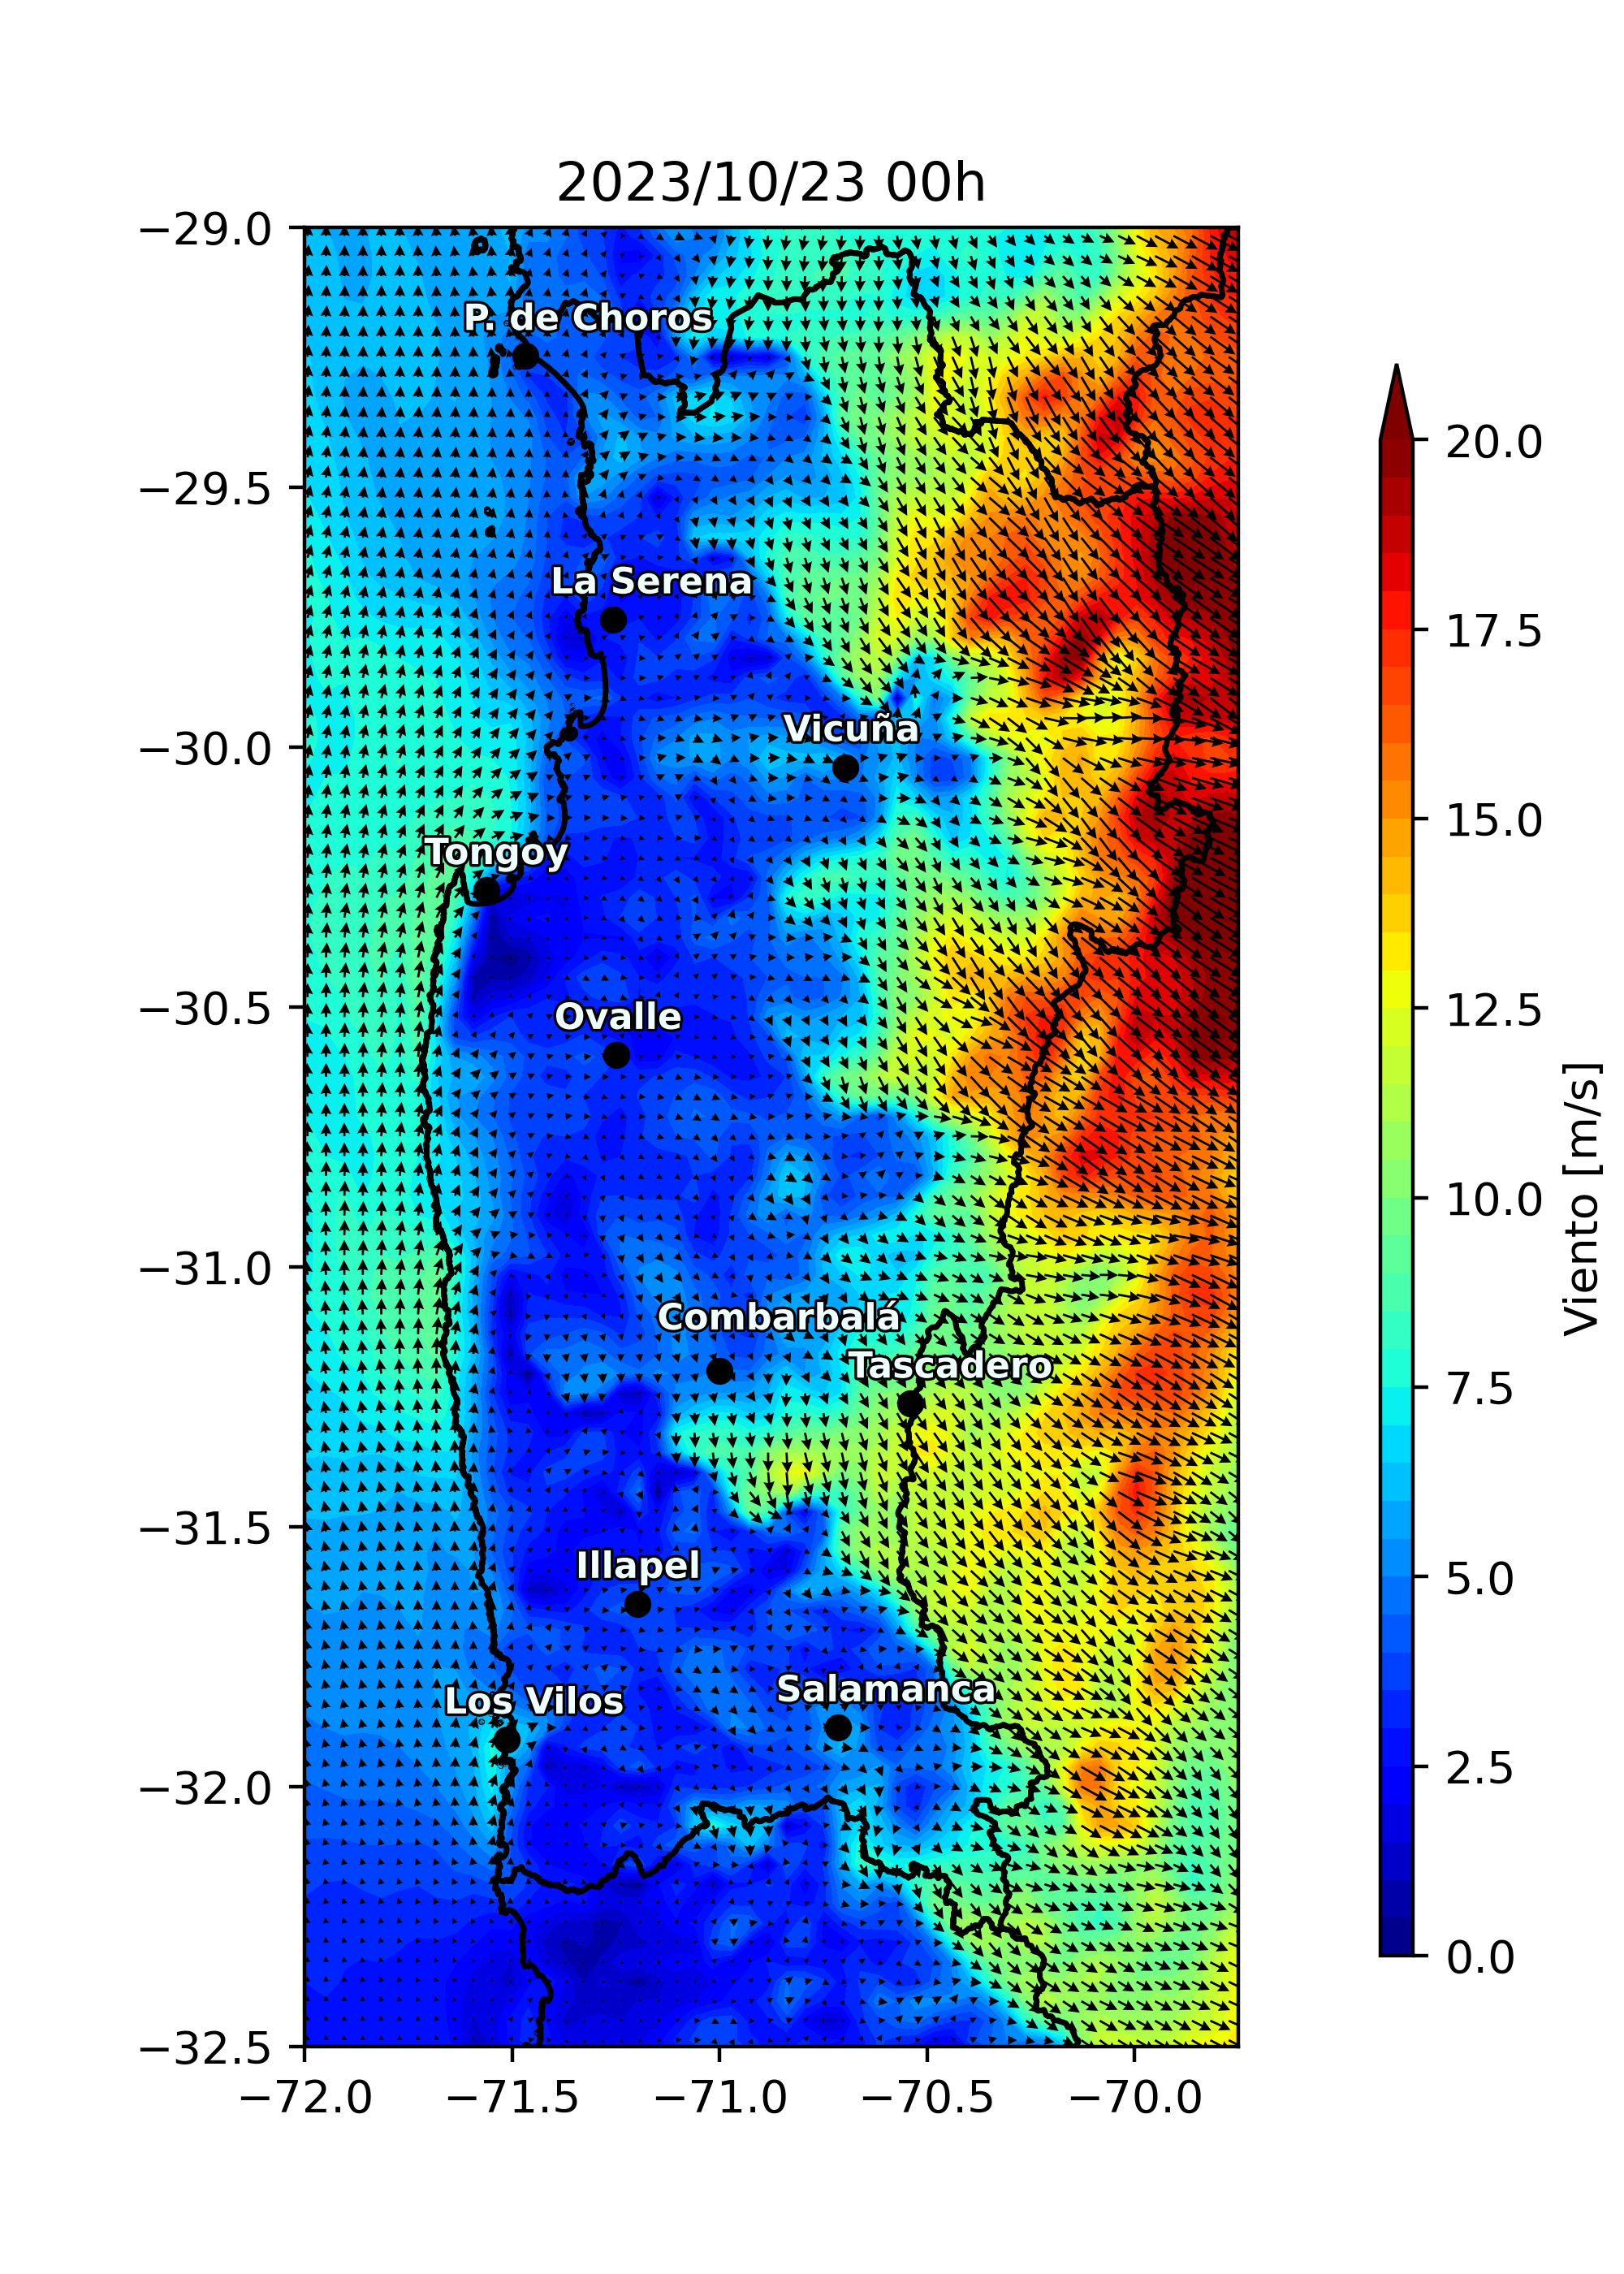 2023/10/23 00h
−29.0
−29.5
−30.0
−30.5
−31.0
−31.5
−32.0
−32.5
−72.0
−71.5
−71.0
−70.5
−70.0
P. de Choros
La Serena
Vicuña
Tongoy
Ovalle
Combarbalá
Tascadero
Illapel
Salamanca
Los Vilos
20.0
17.5
15.0
12.5
10.0
7.5
5.0
2.5
0.0
Viento [m/s]